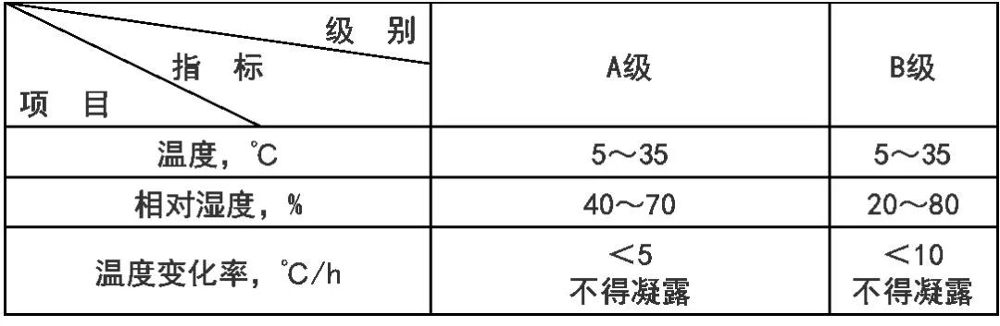 级 别
指 标
项 目
A级
B级
温度，℃
5～35
5～35
相对湿度，%
40～70
20～80
温度变化率，℃/h
＜5
不得凝露
＜10
不得凝露